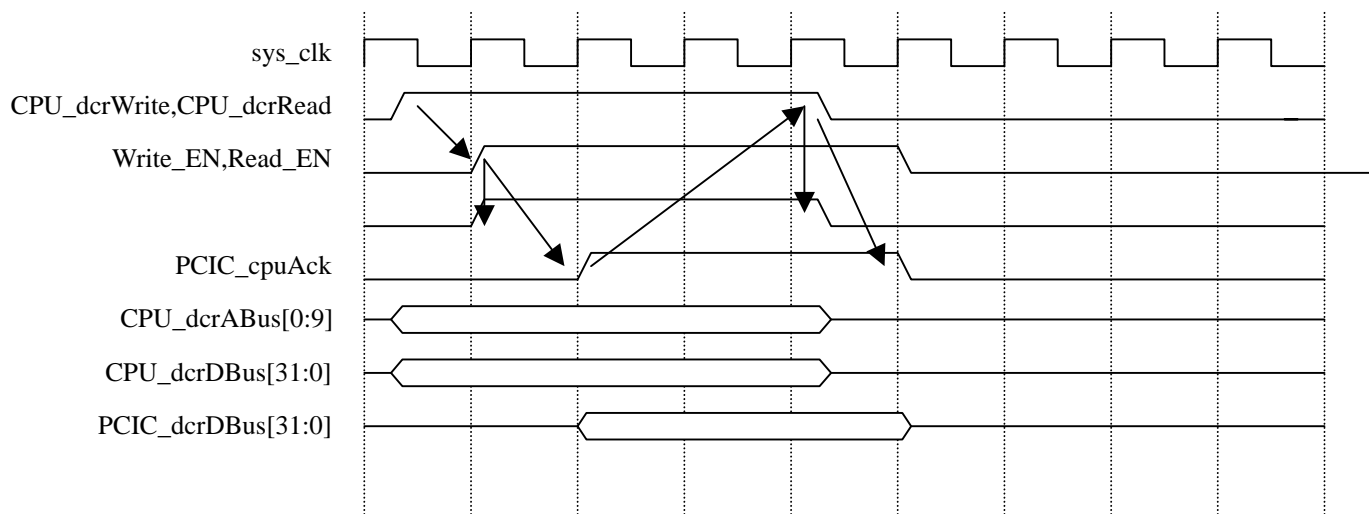 sys_clk
CPU_dcrWrite,CPU_dcrRead
Write_EN,Read_EN
PCIC_cpuAck
CPU_dcrABus[0:9]
CPU_dcrDBus[31:0]
PCIC_dcrDBus[31:0]